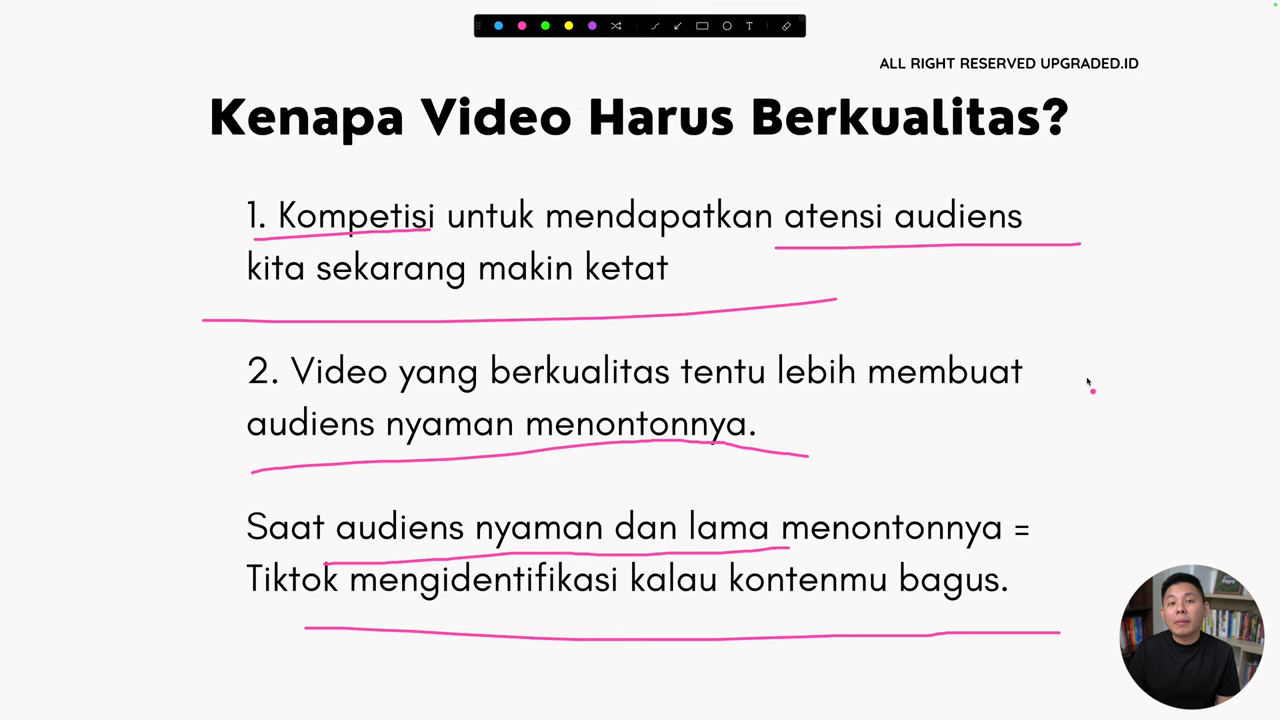 ALL RIGHT RESERVED UPGRADED.ID
Kenapa Video Harus Berkualitas?
1. Kompetisi untuk mendapatkan atensi audiens
kita sekarang makin ketat
2. Video yang berkualitas tentu lebih membuat
audiens nyaman menontonnya.
Saat audiens nyaman dan lama menontonnya =
Tiktok mengidentifikasi kalau kontenmu bagus.